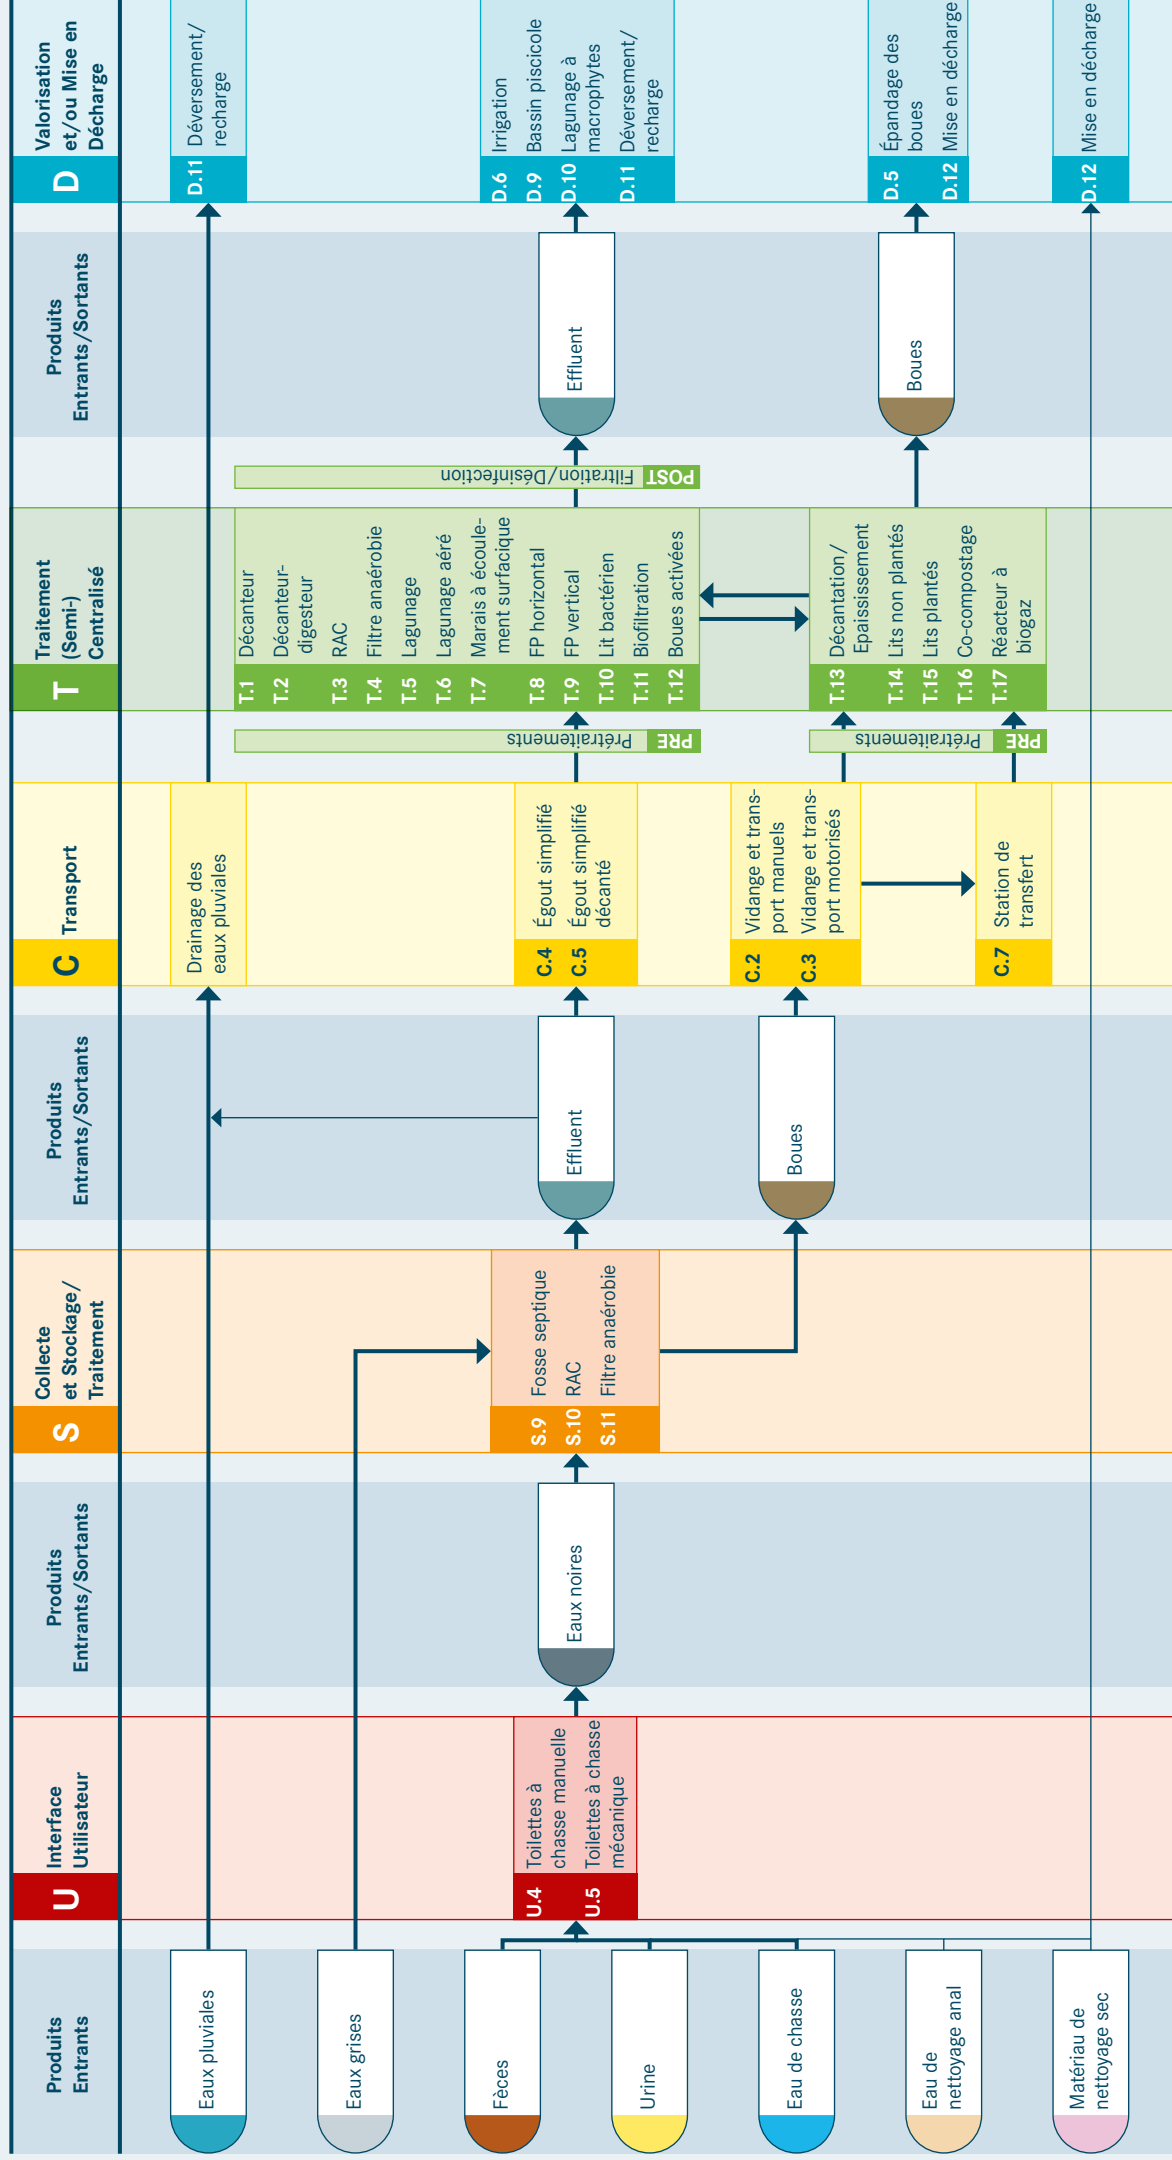 Produits
Entrants
U
Interface
Utilisateur
Produits
Entrants/Sortants
S
Collecte
et Stockage/
Traitement
Produits
Entrants/Sortants
C
Transport
T
Traitement
(Semi-)
Centralisé
Produits
Entrants/Sortants
D
Valorisation
et/ou Mise en
Décharge
Eaux pluviales
Eaux grises
Fèces
Urine
Eau de chasse
Eau de
nettoyage anal
Matériau de
nettoyage sec
U.4 Toilettes à
chasse manuelle
U.5 Toilettes à chasse
mécanique
Eaux noires
S.9 Fosse septique
S.10 RAC
S.11 Filtre anaérobie
Effluent
Boues
Drainage des
eaux pluviales
C.4 Égout simplifié
C.5 Égout simplifié
décanté
C.2 Vidange et trans-
port manuels
C.3 Vidange et trans-
port motorisés
C.7 Station de
transfert
PRE Prétraitements
PRE Prétraitements
T.1 Décanteur
T.2 Décanteur-
digesteur
T.3 RAC
T.4 Filtre anaérobie
T.5 Lagunage
T.6 Lagunage aéré
T.7 Marais à écoule-
ment surfacique
T.8 FP horizontal
T.9 FP vertical
T.10 Lit bactérien
T.11 Biofiltration
T.12 Boues activées
T.13 Décantation/
Epaississement
T.14 Lits non plantés
T.15 Lits plantés
T.16 Co-compostage
T.17 Réacteur à
biogaz
POST Filtration/Désinfection
Effluent
Boues
D.11 Déversement/
recharge
D.6 Irrigation
D.9 Bassin piscicole
D.10 Lagunage à
macrophytes
D.11 Déversement/
recharge
D.5 Épandage des
boues
D.12 Mise en décharge
D.12 Mise en décharge